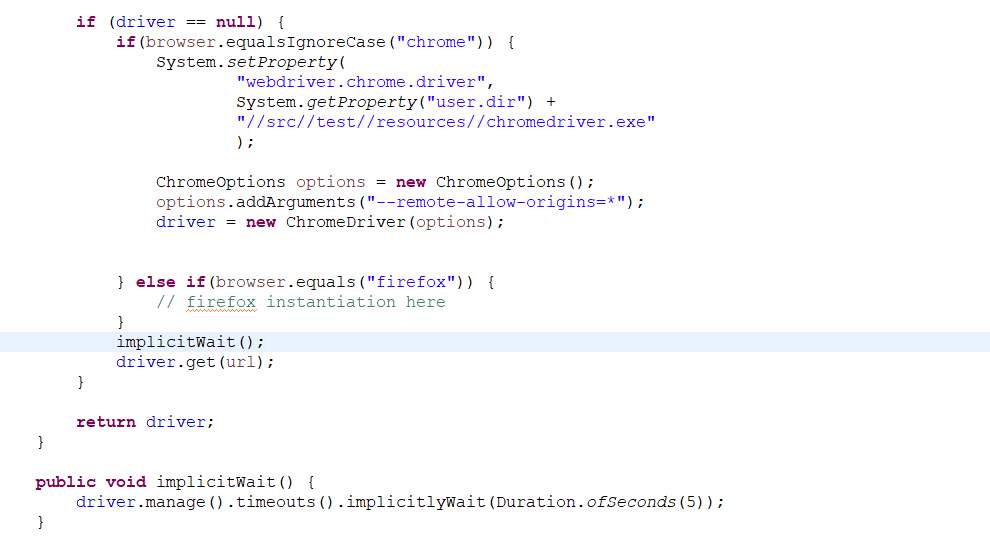 if (driver == null) {
if(browser.equalsIgnoreCase("chrome")) {
System.setProperty(
"webdriver.chrome.driver",
System.getProperty("user.dir") +
"//src//test//resources//chromedriver.exe"
);
ChromeOptions options = new ChromeOptions();
options.addArguments("--remote-allow-origins=*");
driver = new ChromeDriver(options);
} else if(browser.equals("firefox")) {
// firefox instantiation here
}
implicitWait();
driver.get(url);
}
return driver;
}
public void implicitWait() {
driver.manage().timeouts().implicitlyWait(Duration.ofSeconds(5));
}